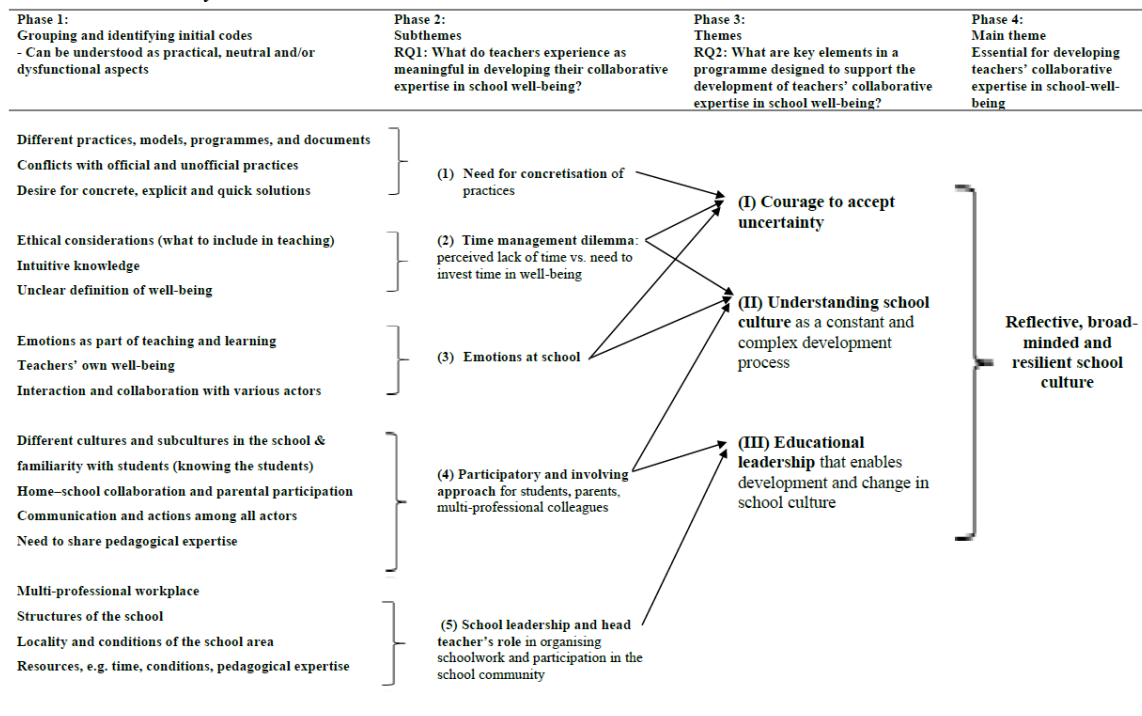 Phase 1:
Grouping and identifying initial codes
- Can be understood as practical, neutral and/or
dysfunctional aspects
Phase 2:
Subthemes
RQ1: What do teachers experience as
meaningful in developing their collaborative
expertise in school well-being?
Phase 3:
Themes
RQ2: What are key elements in a
programme designed to support the
development of teachers' collaborative
expertise in school well-being?
Phase 4:
Main theme
Essential for developing
teachers' collaborative
expertise in school-well-
being
Different practices, models, programmes, and documents
Conflicts with official and unofficial practices
Desire for concrete, explicit and quick solutions
Ethical considerations (what to include in teaching)
Intuitive knowledge
Unclear definition of well-being
Emotions as part of teaching and learning
Teachers' own well-being
Interaction and collaboration with various actors
Different cultures and subcultures in the school &
familiarity with students (knowing the students)
Home–school collaboration and parental participation
Communication and actions among all actors
Need to share pedagogical expertise
Multi-professional workplace
Structures of the school
Locality and conditions of the school area
Resources, e.g. time, conditions, pedagogical expertise
(1) Need for concretisation of
practices
(2) Time management dilemma:
perceived lack of time vs. need to
invest time in well-being
(3) Emotions at school
(4) Participatory and involving
approach for students, parents,
multi-professional colleagues
(5) School leadership and head
teacher's role in organising
schoolwork and participation in the
school community
(I) Courage to accept
uncertainty
(II) Understanding school
culture as a constant and
complex development
process
(III) Educational
leadership that enables
development and change in
school culture
Reflective, broad-
minded and
resilient school
culture